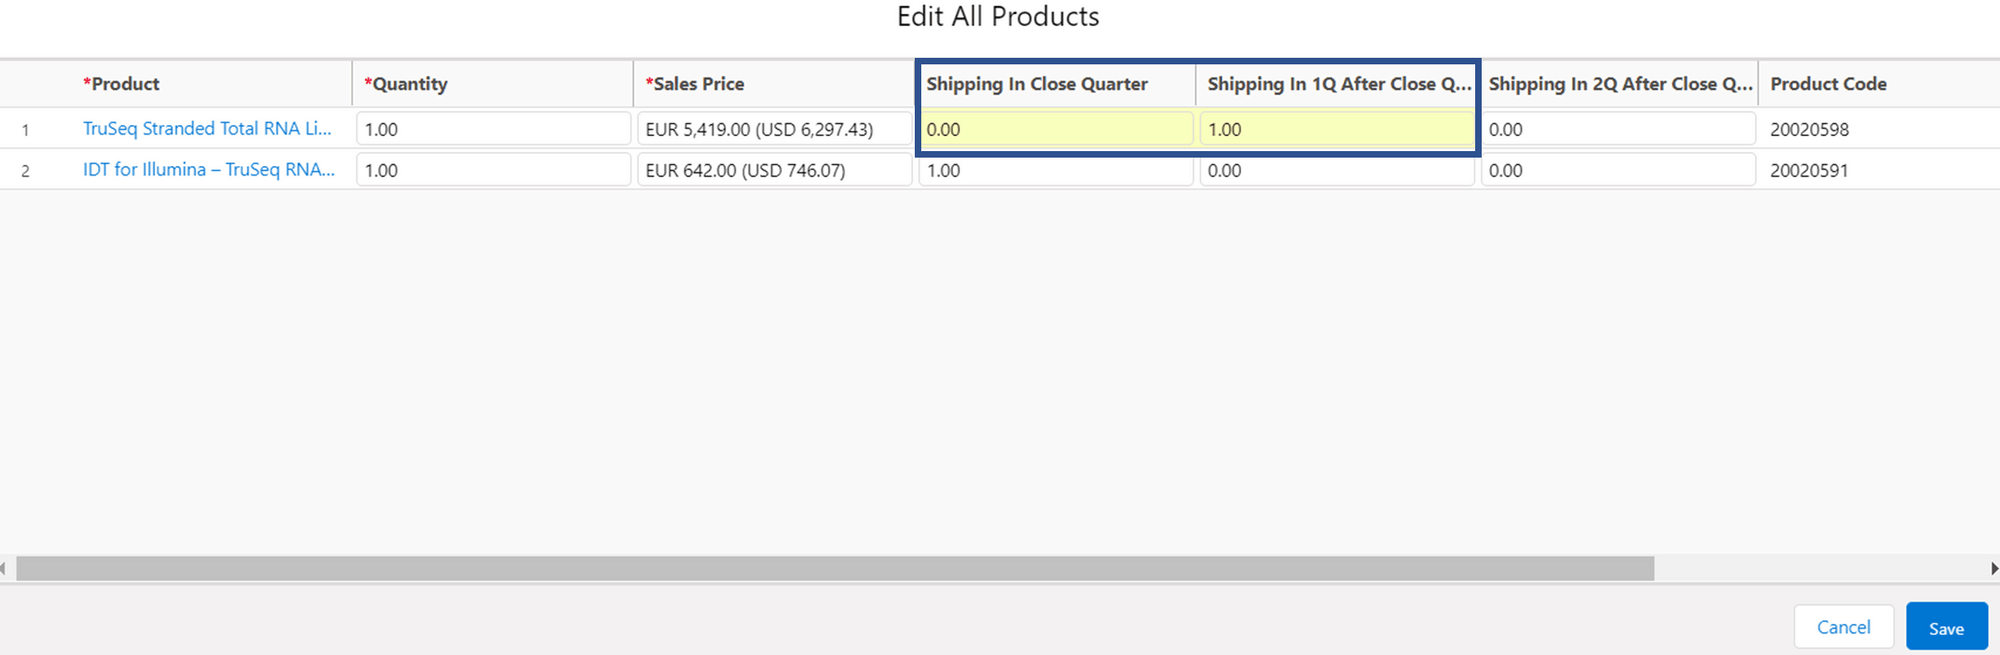 Edit All Products
*Product *Quantity *Sales Price Shipping In Close Quarter Shipping In 1Q After Close Q... Shipping In 2Q After Close Q... Product Code
1 TruSeq Stranded Total RNA Li... 1.00 EUR 5,419.00 (USD 6,297.43) 0.00 1.00 0.00 20020598
2 IDT for Illumina – TruSeq RNA... 1.00 EUR 642.00 (USD 746.07) 1.00 0.00 0.00 20020591
Cancel Save